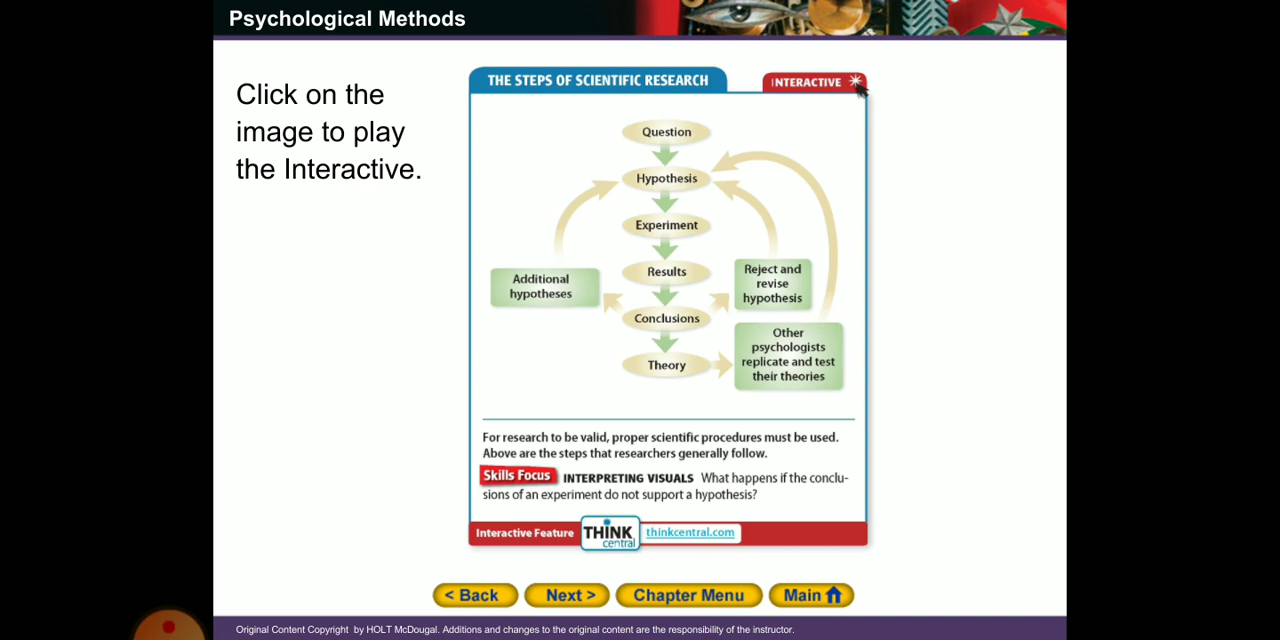 Psychological Methods
Click on the
image to play
the Interactive.
THE STEPS OF SCIENTIFIC RESEARCH
INTERACTIVE
Question
Hypothesis
Experiment
Results
Conclusions
Theory
Additional
hypotheses
Reject and
revise
hypothesis
Other
psychologists
replicate and test
their theories
For research to be valid, proper scientific procedures must be used.
Above are the steps that researchers generally follow.
Skills Focus INTERPRETING VISUALS What happens if the conclu-
sions of an experiment do not support a hypothesis?
Interactive Feature THINK central thinkcentral.com
< Back Next > Chapter Menu Main
Original Content Copyright by HOLT McDougal. Additions and changes to the original content are the responsibility of the instructor.